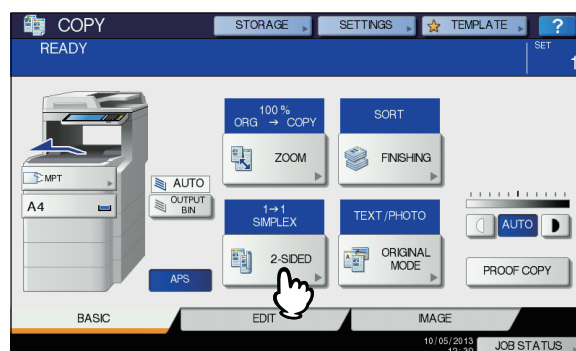 COPY
STORAGE
SETTINGS
TEMPLATE
?
READY
SET
1
100 %
ORG → COPY
ZOOM
SORT
FINISHING
MPT
A4
AUTO
OUTPUT
BIN
APS
1→1
SIMPLEX
2-SIDED
TEXT/PHOTO
ORIGINAL
MODE
AUTO
PROOF COPY
BASIC
EDIT
IMAGE
10/05/2013
12:30
JOB STATUS